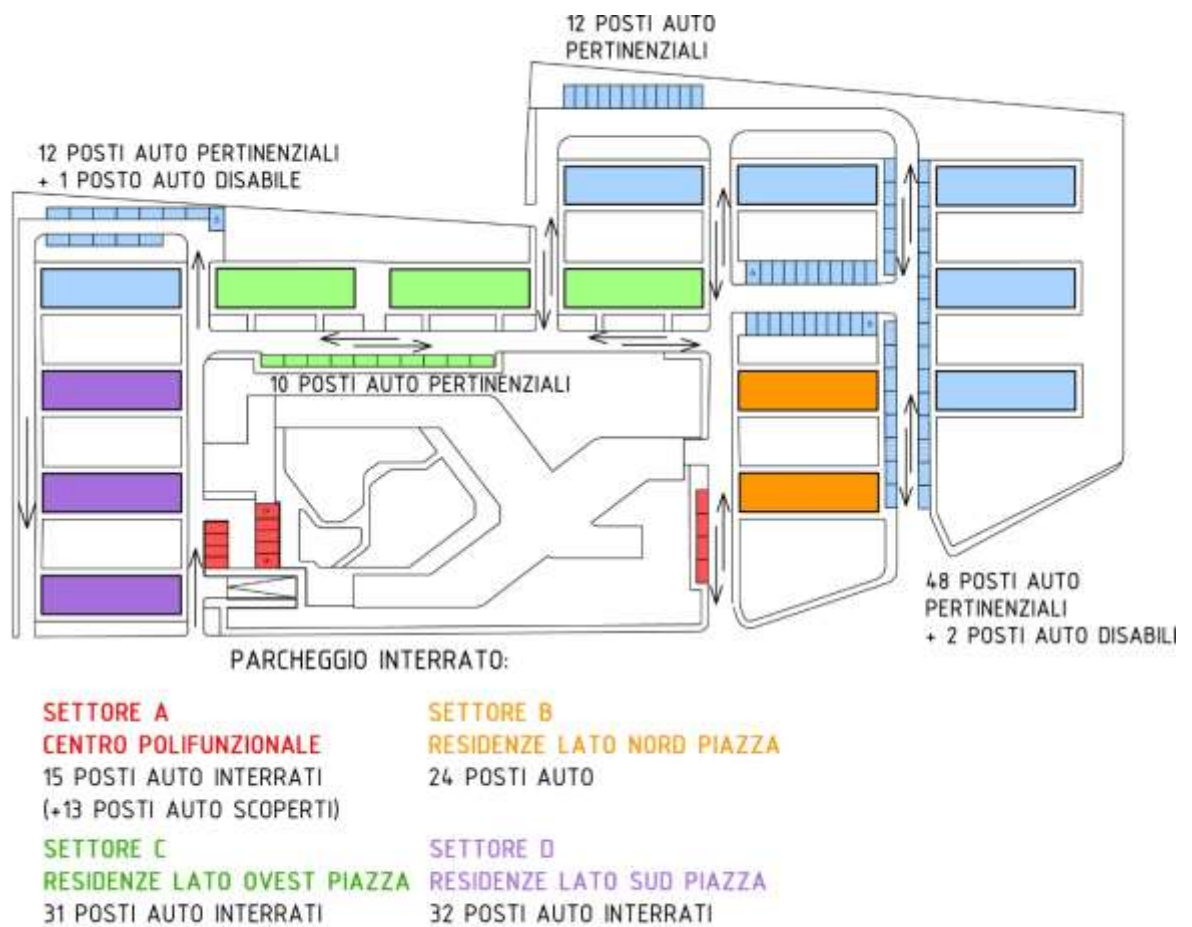 12 POSTI AUTO
PERTINENZIALI
12 POSTI AUTO PERTINENZIALI
+ 1 POSTO AUTO DISABILE
10 POSTI AUTO PERTINENZIALI
48 POSTI AUTO
PERTINENZIALI
+ 2 POSTI AUTO DISABILI
PARCHEGGIO INTERRATO:
SETTORE A
CENTRO POLIFUNZIONALE
15 POSTI AUTO INTERRATI
(+13 POSTI AUTO SCOPERTI)
SETTORE B
RESIDENZE LATO NORD PIAZZA
24 POSTI AUTO
SETTORE C
RESIDENZE LATO OVEST PIAZZA
31 POSTI AUTO INTERRATI
SETTORE D
RESIDENZE LATO SUD PIAZZA
32 POSTI AUTO INTERRATI